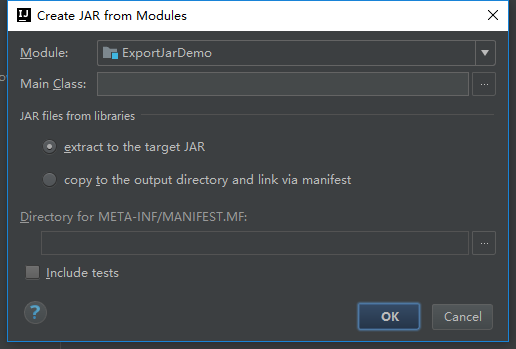 IJ Create JAR from Modules
Module: ExportJarDemo
Main Class: ...
JAR files from libraries
extract to the target JAR
copy to the output directory and link via manifest
Directory for META-INF/MANIFEST.MF:
...
Include tests
? OK Cancel